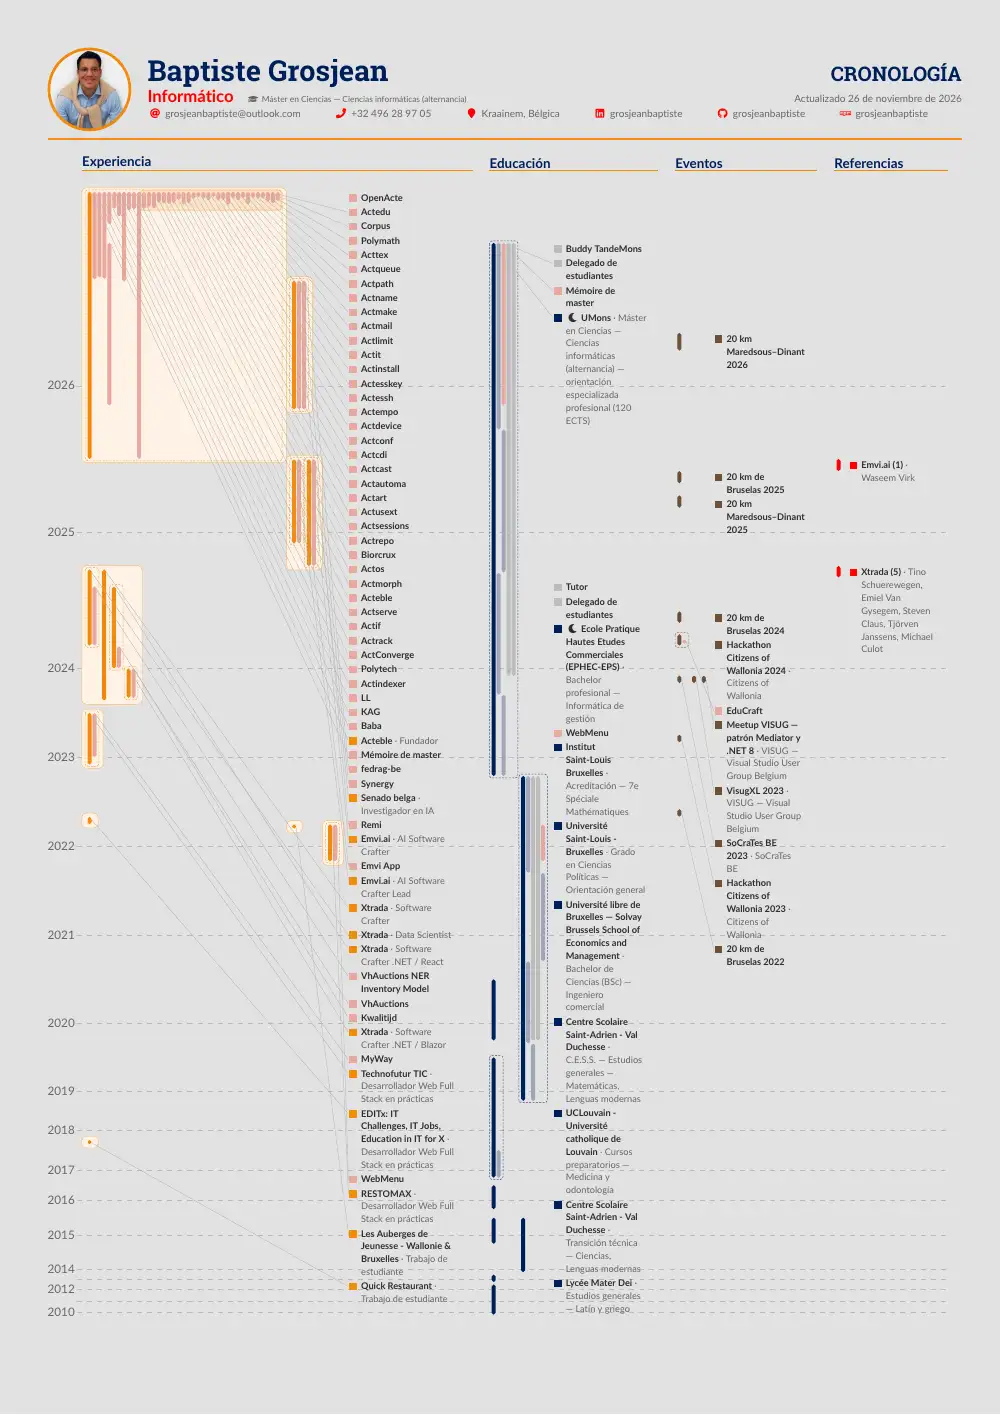 Baptiste Grosjean
CRONOLOGÍA
Informático
Máster en Ciencias — Ciencias informáticas (alternancia)
Actualizado 26 de noviembre de 2026
grosjeanbaptiste@outlook.com
+32 496 28 97 05
Kraainem, Bélgica
grosjeanbaptiste
grosjeanbaptiste
grosjeanbaptiste
Experiencia
Educación
Eventos
Referencias
2026
2025
2024
2023
2022
2021
2020
2019
2018
2017
2016
2015
2014
2012
2010
OpenActe
Actedu
Corpus
Polymath
Acttex
Actqueue
Actpath
Actname
Actmake
Actmail
Actlimit
Actit
Actinstall
Actesskey
Actessh
Actempo
Actdevice
Actconf
Actcdi
Actcast
Actautoma
Actart
Actusext
Actsessions
Actrepo
Biorcrux
Actos
Actmorph
Acteble
Actserve
Actif
Actrack
ActConverge
Polytech
Actindexer
LL
KAG
Baba
Acteble · Fundador
Mémoire de master
fedrag-be
Synergy
Senado belga ·
Investigador en IA
Remi
Emvi.ai · AI Software
Crafter
Emvi App
Emvi.ai · AI Software
Crafter Lead
Xtrada · Software
Crafter
Xtrada · Data Scientist
Xtrada · Software
Crafter .NET / React
VhAuctions NER
Inventory Model
VhAuctions
Kwalitijd
Xtrada · Software
Crafter .NET / Blazor
MyWay
Technofutur TIC ·
Desarrollador Web Full
Stack en prácticas
EDITx: IT
Challenges, IT Jobs,
Education in IT for X ·
Desarrollador Web Full
Stack en prácticas
WebMenu
RESTOMAX ·
Desarrollador Web Full
Stack en prácticas
Les Auberges de
Jeunesse - Wallonie &
Bruxelles · Trabajo de
estudiante
Quick Restaurant ·
Trabajo de estudiante
Buddy TandeMons
Delegado de
estudiantes
Mémoire de
master
UMons · Máster
en Ciencias —
Ciencias
informáticas
(alternancia) —
orientación
especializada
profesional (120
ECTS)
Tutor
Delegado de
estudiantes
Ecole Pratique
Hautes Etudes
Commerciales
(EPHEC-EPS) ·
Bachelor
profesional —
Informática de
gestión
WebMenu
Institut
Saint-Louis
Bruxelles ·
Acreditación — 7e
Spéciale
Mathématiques
Université
Saint-Louis -
Bruxelles · Grado
en Ciencias
Políticas —
Orientación general
Université libre de
Bruxelles — Solvay
Brussels School of
Economics and
Management ·
Bachelor de
Ciencias (BSc) —
Ingeniero
comercial
Centre Scolaire
Saint-Adrien - Val
Duchesse ·
C.E.S.S. — Estudios
generales —
Matemáticas,
Lenguas modernas
UCLouvain -
Université
catholique de
Louvain · Cursos
preparatorios —
Medicina y
odontología
Centre Scolaire
Saint-Adrien - Val
Duchesse ·
Transición técnica
— Ciencias,
Lenguas modernas
Lycée Mater Dei ·
Estudios generales
— Latín y griego
20 km
Maredsous–Dinant
2026
20 km de
Bruselas 2025
20 km
Maredsous–Dinant
2025
20 km de
Bruselas 2024
Hackathon
Citizens of
Wallonia 2024 ·
Citizens of
Wallonia
EduCraft
Meetup VISUG —
patrón Mediator y
.NET 8 · VISUG —
Visual Studio User
Group Belgium
VisugXL 2023 ·
VISUG — Visual
Studio User Group
Belgium
SoCraTes BE
2023 · SoCraTes
BE
Hackathon
Citizens of
Wallonia 2023 ·
Citizens of
Wallonia
20 km de
Bruselas 2022
Emvi.ai (1) ·
Waseem Virk
Xtrada (5) · Tino
Schuerewegen,
Emiel Van
Gysegem, Steven
Claus, Tjörven
Janssens, Michael
Culot